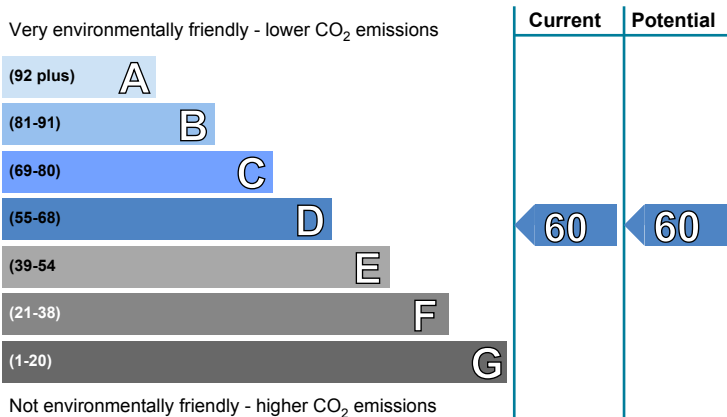 Very environmentally friendly - lower CO₂ emissions
Current Potential
(92 plus) A
(81-91) B
(69-80) C
(55-68) D 60 60
(39-54 E
(21-38) F
(1-20) G
Not environmentally friendly - higher CO₂ emissions